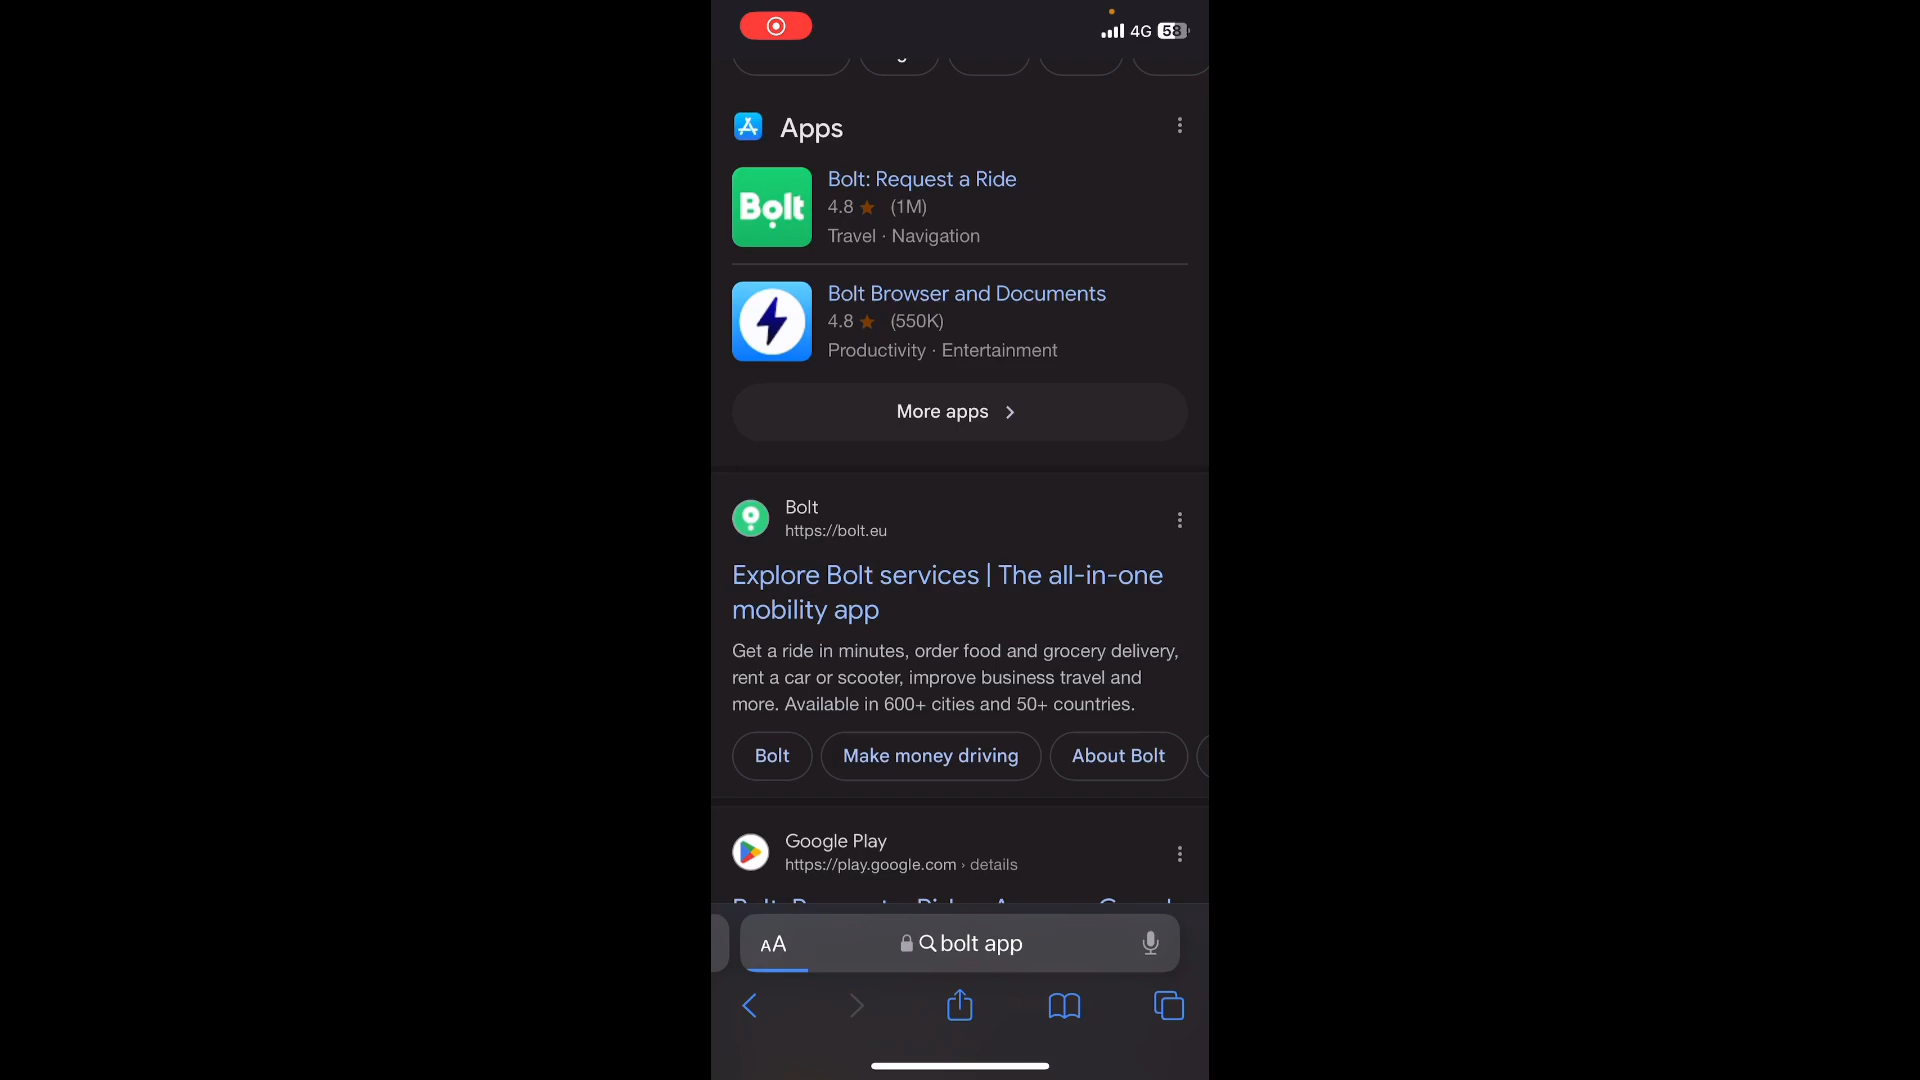 4G 58
Apps
Bolt
Bolt: Request a Ride
4.8 (1M)
Travel · Navigation
Bolt Browser and Documents
4.8 (550K)
Productivity · Entertainment
More apps
Bolt
https://bolt.eu
Explore Bolt services | The all-in-one
mobility app
Get a ride in minutes, order food and grocery delivery,
rent a car or scooter, improve business travel and
more. Available in 600+ cities and 50+ countries.
Bolt Make money driving About Bolt
Google Play
https://play.google.com › details
AA bolt app